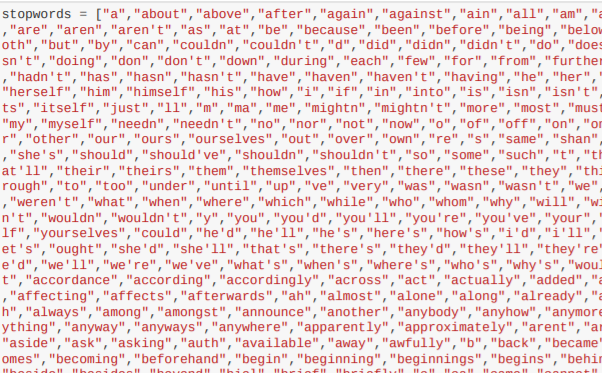 stopwords = ["a","about","above","after","again","against","ain","all","am","a
,"are","aren","aren't","as","at","be","because","been","before","being","below
oth","but","by","can","couldn","couldn't","d","did","didn","didn't","do","does
sn't","doing","don","don't","down","during","each","few","for","from","further
,"hadn't","has","hasn","hasn't","have","haven","haven't","having","he","her",
"herself","him","himself","his","how","i","if","in","into","is","isn","isn't",
ts","itself","just","ll","m","ma","me","mightn","mightn't","more","most","must
"my","myself","needn","needn't","no","nor","not","now","o","of","off","on","on
r","other","our","ours","ourselves","out","over","own","re","s","same","shan",
,"she's","should","should've","shouldn","shouldn't","so","some","such","t","th
at'll","their","theirs","them","themselves","then","there","these","they","thi
rough","to","too","under","until","up","ve","very","was","wasn","wasn't","we",
,"weren't","what","when","where","which","while","who","whom","why","will","wi
n't","wouldn","wouldn't","y","you","you'd","you'll","you're","you've","your",
lf","yourselves","could","he'd","he'll","he's","here's","how's","i'd","i'll",
et's","ought","she'd","she'll","that's","there's","they'd","they'll","they're"
e'd","we'll","we're","we've","what's","when's","where's","who's","why's","woul
t","accordance","according","accordingly","across","act","actually","added","a
,"affecting","affects","afterwards","ah","almost","alone","along","already","a
h","always","among","amongst","announce","another","anybody","anyhow","anymore
ything","anyway","anyways","anywhere","apparently","approximately","arent","ar
"aside","ask","asking","auth","available","away","awfully","b","back","became"
omes","becoming","beforehand","begin","beginning","beginnings","begins","behin